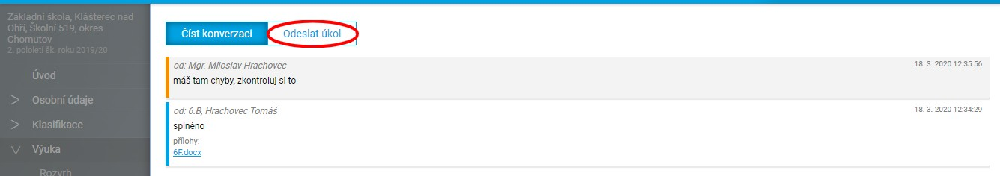 Základní škola, Klášterec nad
Ohří, Školní 519, okres
Chomutov
2. pololetí šk. roku 2019/20
Úvod
Osobní údaje
Klasifikace
Výuka
Rozvrh
Číst konverzaci
Odeslat úkol
od: Mgr. Miloslav Hrachovec
18. 3. 2020 12:35:56
máš tam chyby, zkontroluj si to
od: 6.B, Hrachovec Tomáš
18. 3. 2020 12:34:29
splněno
přílohy:
6F.docx